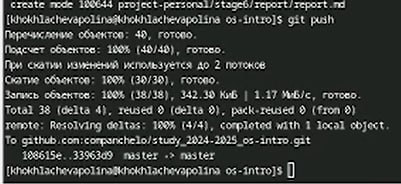 create mode 100644 project-personal/stage6/report/report.md
[khokhlachevapolina@khokhlachevapolina os-intro]$ git push
Перечисление объектов: 40, готово.
Подсчет объектов: 100% (40/40), готово.
При сжатии изменений используется до 2 потоков
Сжатие объектов: 100% (30/30), готово.
Запись объектов: 100% (38/38), 342.30 КиБ | 1.17 МиБ/с, готово.
Total 38 (delta 4), reused 0 (delta 0), pack-reused 0 (from 0)
remote: Resolving deltas: 100% (4/4), completed with 1 local object.
To github.com:companchelo/study_2024-2025_os-intro.git
108615e..33963d9 master -> master
[khokhlachevapolina@khokhlachevapolina os-intro]$